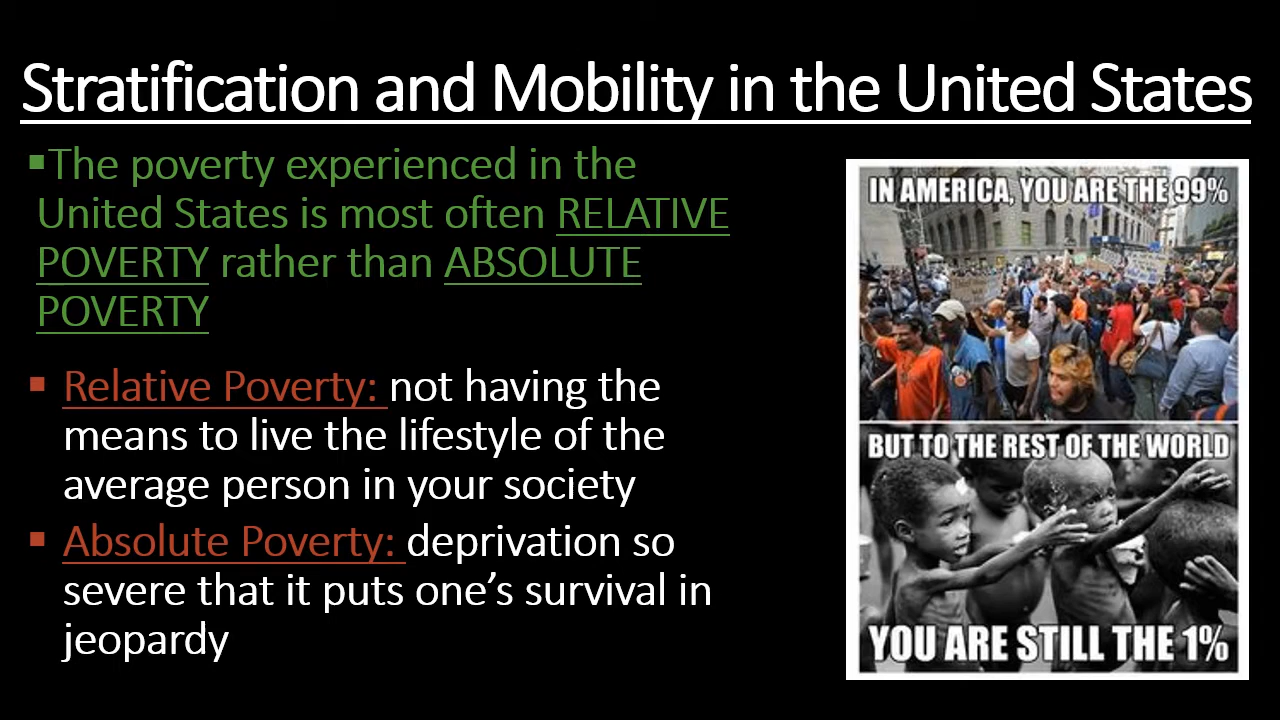 Stratification and Mobility in the United States
▪The poverty experienced in the
United States is most often RELATIVE
POVERTY rather than ABSOLUTE
POVERTY
▪ Relative Poverty: not having the
means to live the lifestyle of the
average person in your society
▪ Absolute Poverty: deprivation so
severe that it puts one’s survival in
jeopardy
IN AMERICA, YOU ARE THE 99%
BUT TO THE REST OF THE WORLD
YOU ARE STILL THE 1%